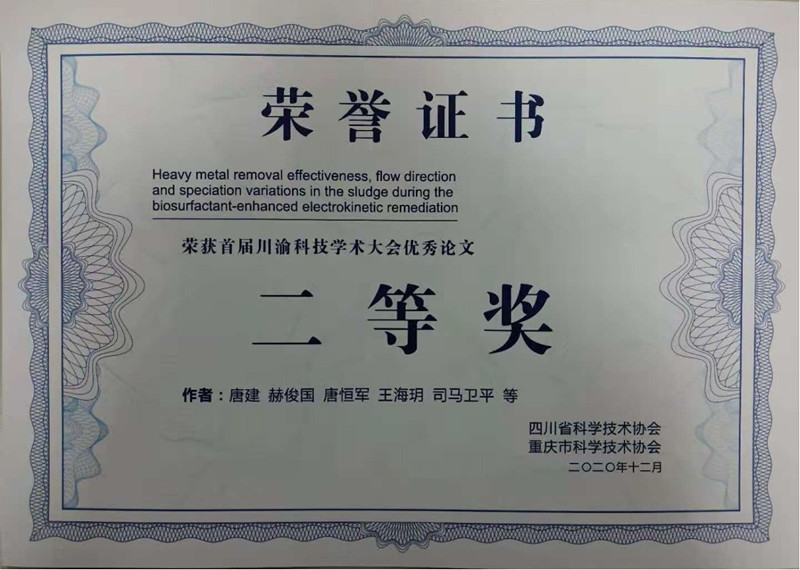 荣誉证书
Heavy metal removal effectiveness, flow direction
and speciation variations in the sludge during the
biosurfactant-enhanced electrokinetic remediation
荣获首届川渝科技学术大会优秀论文
二等奖
作者：唐建 赫俊国 唐恒军 王海玥 司马卫平 等
四川省科学技术协会
重庆市科学技术协会
二〇二〇年十二月